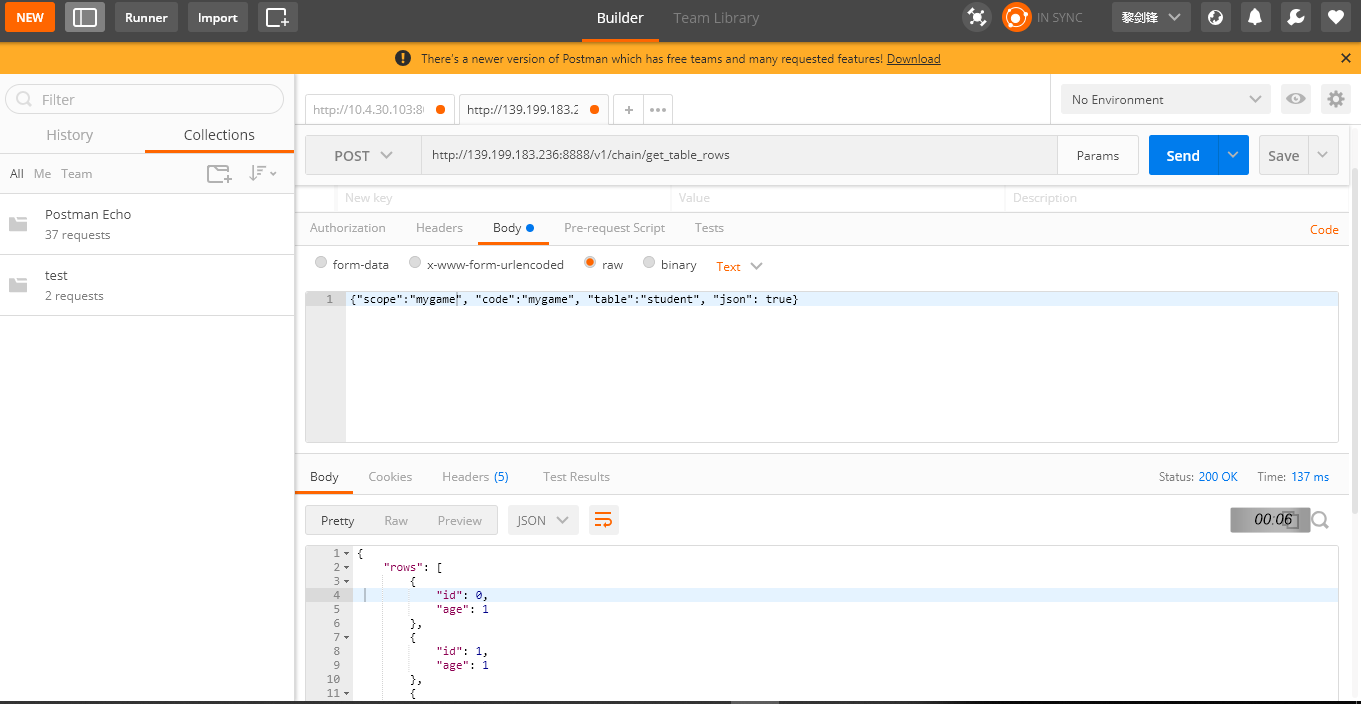 NEW Runner Import Builder Team Library IN SYNC 黎剑锋
There's a newer version of Postman which has free teams and many requested features! Download
Filter
History Collections
All Me Team
Postman Echo
37 requests
test
2 requests
http://10.4.30.103:8 http://139.199.183.2 No Environment
POST http://139.199.183.236:8888/v1/chain/get_table_rows Params Send Save
New key Value Description
Authorization Headers Body Pre-request Script Tests Code
form-data x-www-form-urlencoded raw binary Text
1 {"scope":"mygame", "code":"mygame", "table":"student", "json": true}
Body Cookies Headers (5) Test Results Status: 200 OK Time: 137 ms
Pretty Raw Preview JSON 00:06
1 {
2 "rows": [
3 {
4 "id": 0,
5 "age": 1
6 },
7 {
8 "id": 1,
9 "age": 1
10 },
11 {